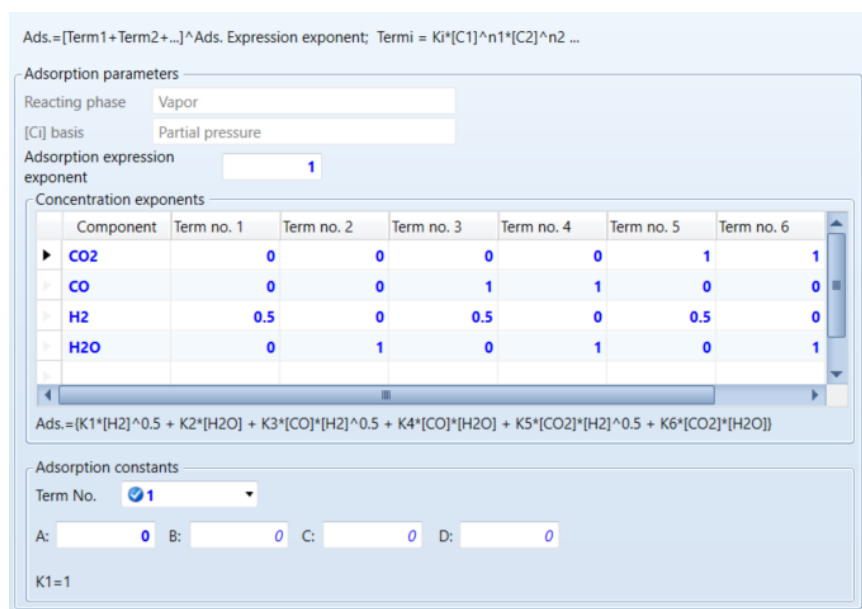 Ads.=[Term1+Term2+...]^Ads. Expression exponent; Termi = Ki*[C1]^n1*[C2]^n2 ...
Adsorption parameters
Reacting phase Vapor
[Ci] basis Partial pressure
Adsorption expression
exponent 1
Concentration exponents
Component Term no. 1 Term no. 2 Term no. 3 Term no. 4 Term no. 5 Term no. 6
CO2 0 0 0 0 1 1
CO 0 0 1 1 0 0
H2 0.5 0 0.5 0 0.5 0
H2O 0 1 0 1 0 1
Ads.={K1*[H2]^0.5 + K2*[H2O] + K3*[CO]*[H2]^0.5 + K4*[CO]*[H2O] + K5*[CO2]*[H2]^0.5 + K6*[CO2]*[H2O]}
Adsorption constants
Term No. 1
A: 0 B: 0 C: 0 D: 0
K1=1